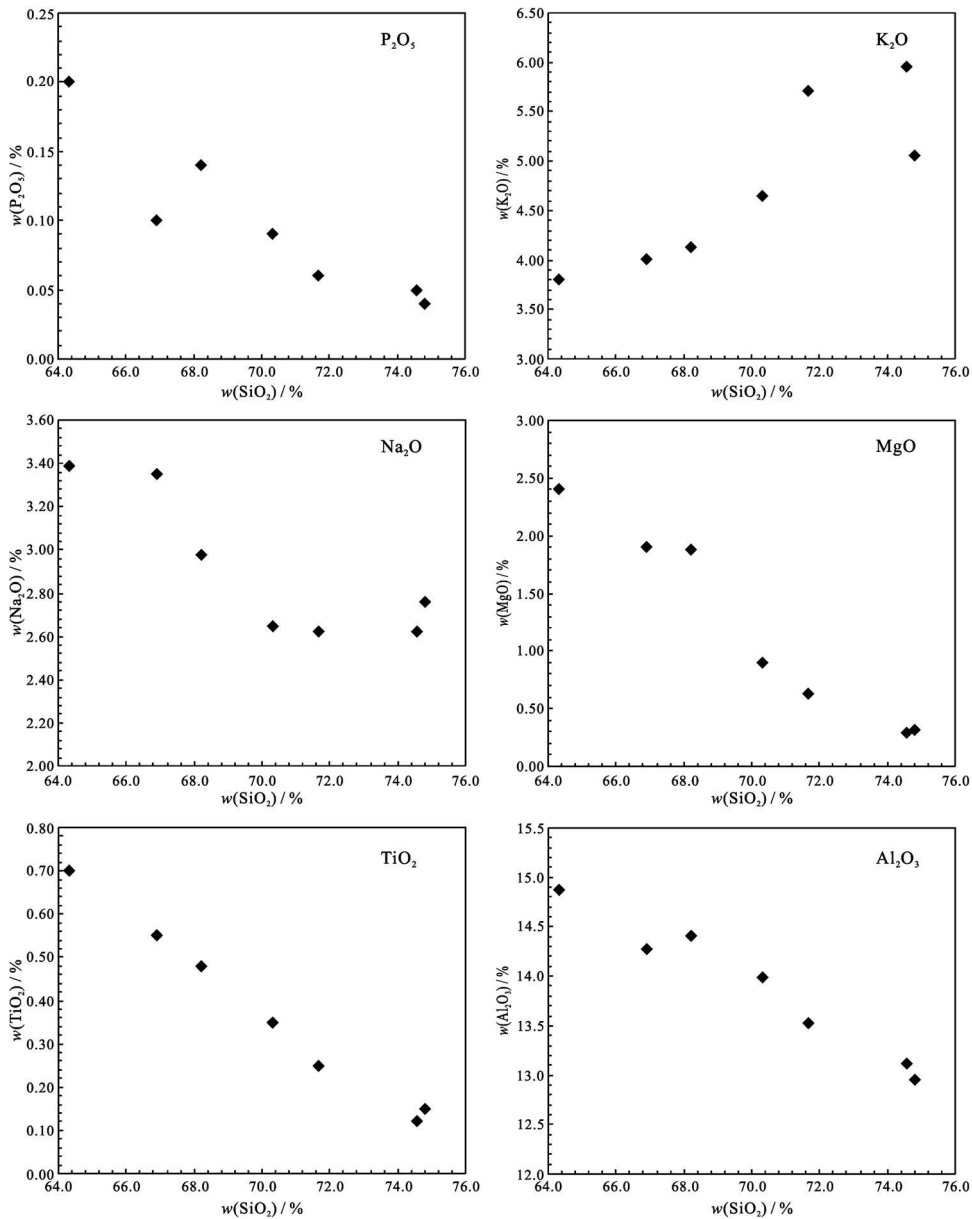 P₂O₅
w(P₂O₅) / %
0.25
0.20
0.15
0.10
0.05
0.00
64.0 66.0 68.0 70.0 72.0 74.0 76.0
w(SiO₂) / %
K₂O
w(K₂O) / %
6.50
6.00
5.50
5.00
4.50
4.00
3.50
3.00
64.0 66.0 68.0 70.0 72.0 74.0 76.0
w(SiO₂) / %
Na₂O
w(Na₂O) / %
3.60
3.40
3.20
3.00
2.80
2.60
2.40
2.20
2.00
64.0 66.0 68.0 70.0 72.0 74.0 76.0
w(SiO₂) / %
MgO
w(MgO) / %
3.00
2.50
2.00
1.50
1.00
0.50
0.00
64.0 66.0 68.0 70.0 72.0 74.0 76.0
w(SiO₂) / %
TiO₂
w(TiO₂) / %
0.80
0.70
0.60
0.50
0.40
0.30
0.20
0.10
0.00
64.0 66.0 68.0 70.0 72.0 74.0 76.0
w(SiO₂) / %
Al₂O₃
w(Al₂O₃) / %
15.5
15.0
14.5
14.0
13.5
13.0
12.5
12.0
64.0 66.0 68.0 70.0 72.0 74.0 76.0
w(SiO₂) / %